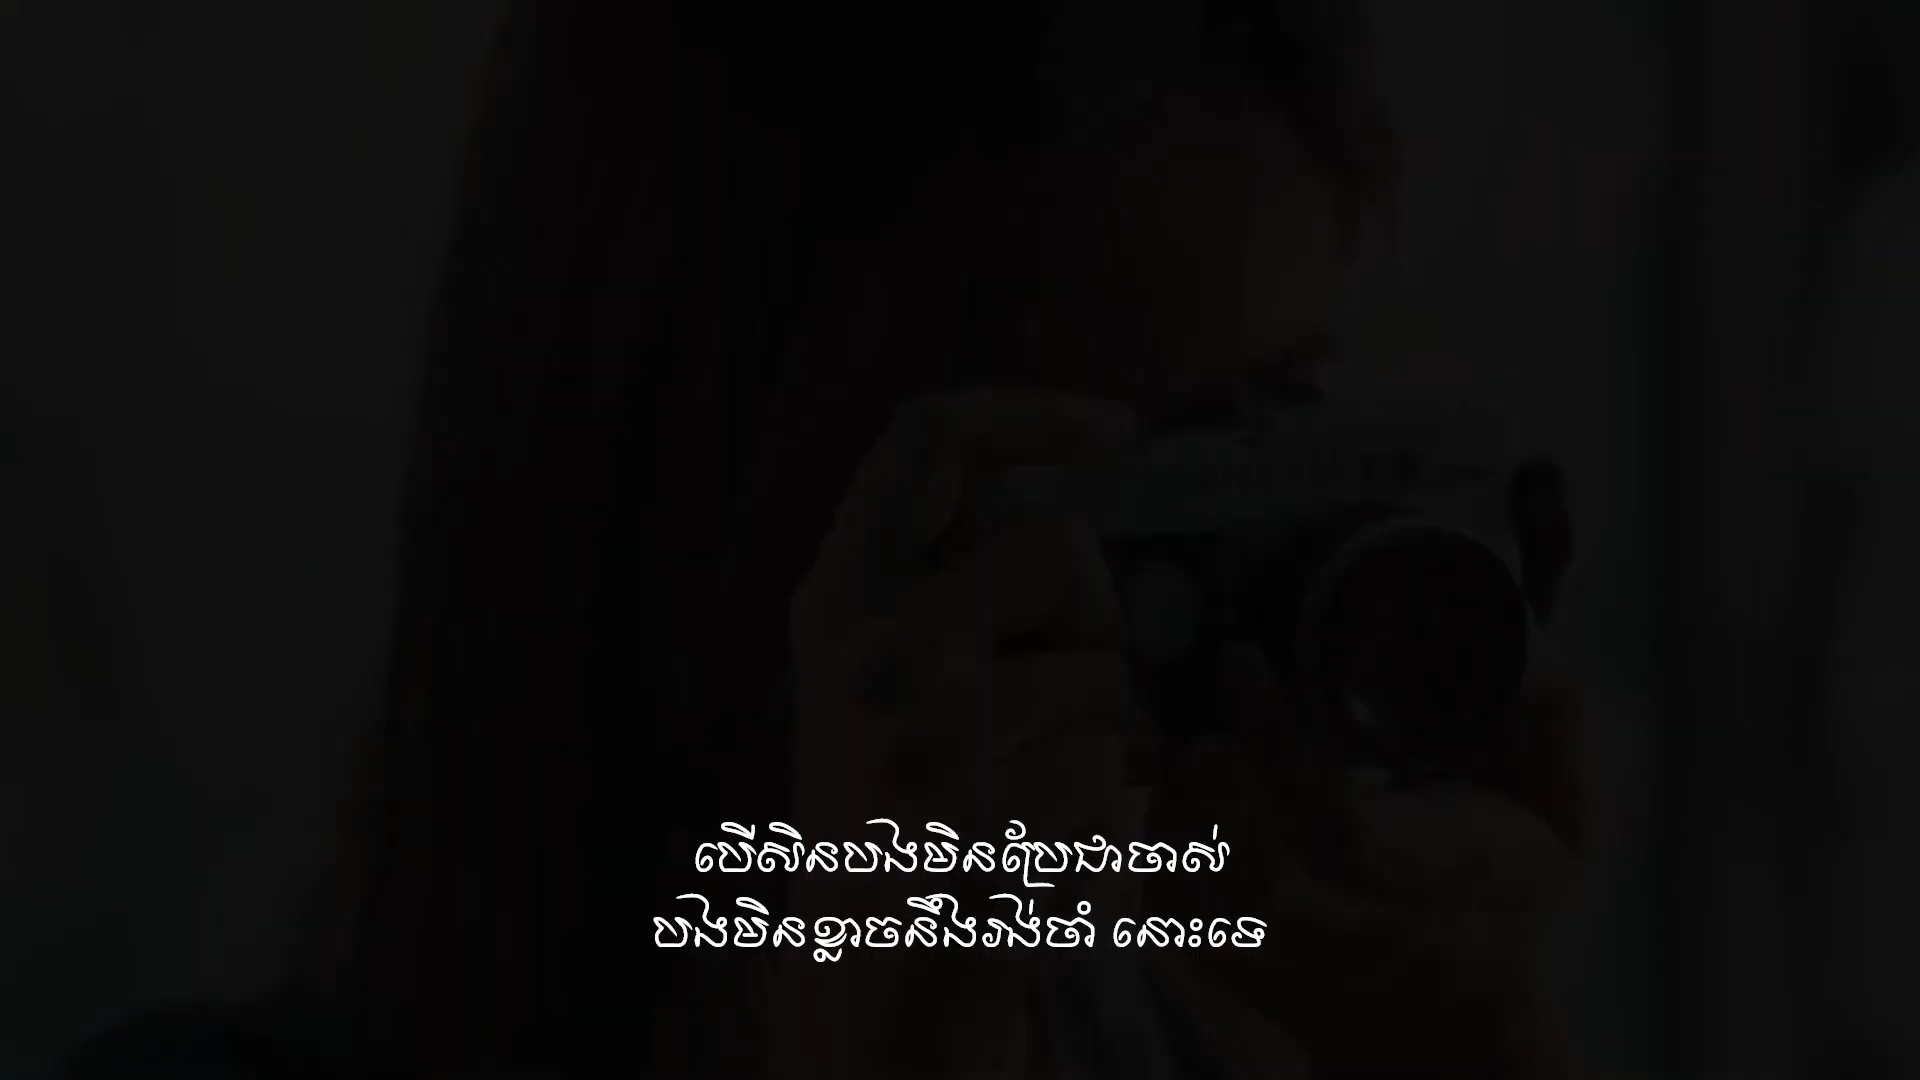 បើសិនបងមិនប្រែជាចាស់
បងមិនខ្លាចនឹងរង់ចាំ នោះទេ